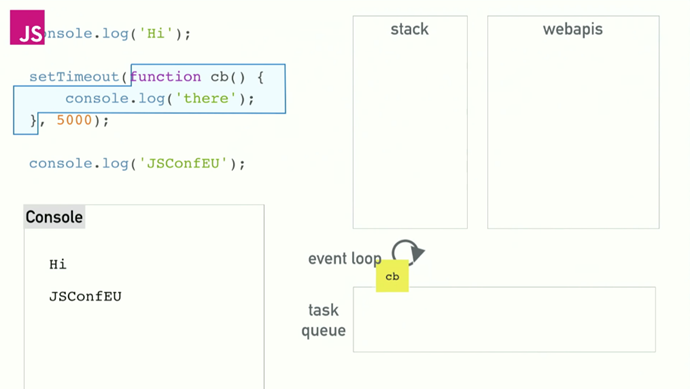 JS
console.log('Hi');
setTimeout(function cb() {
console.log('there');
}, 5000);
console.log('JSConfEU');
Console
Hi
JSConfEU
stack
webapis
event loop
cb
task
queue